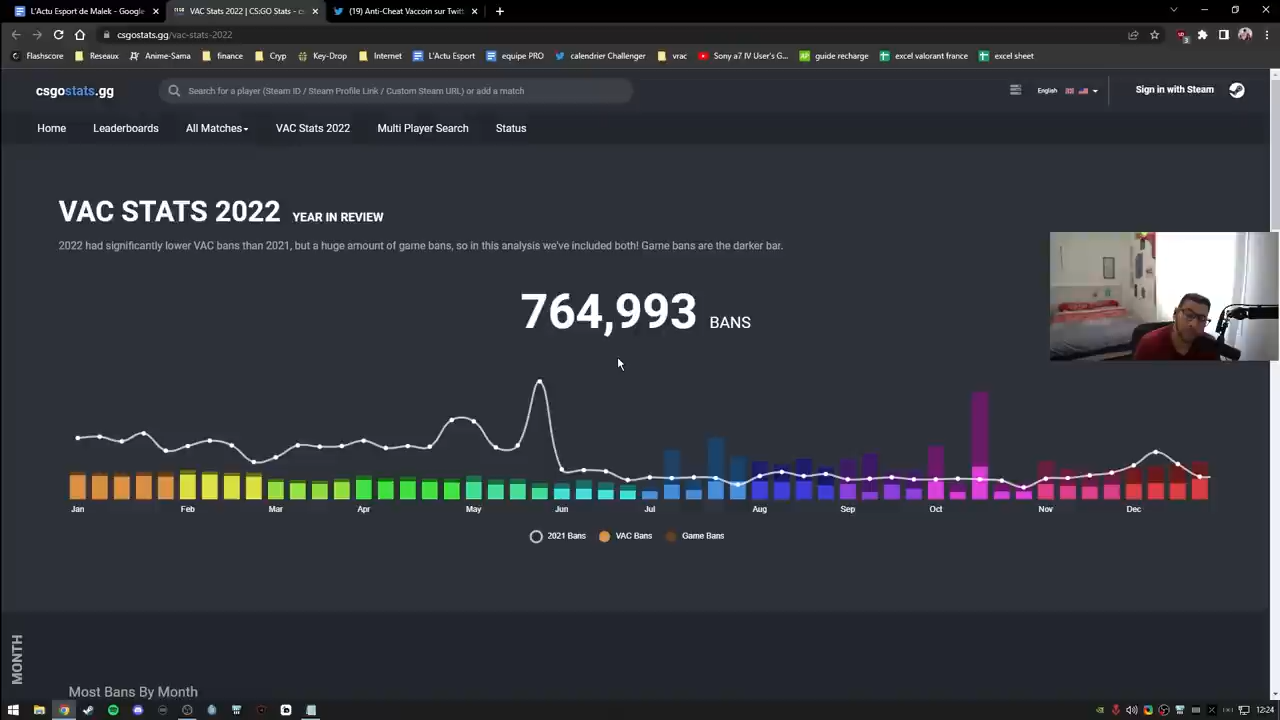 L'Actu Esport de Malek - Google
VAC Stats 2022 | CS:GO Stats - cs
(19) Anti-Cheat Vaccoin sur Twitt
csgostats.gg/vac-stats-2022
Flashscore
Reseaux
Anime-Sama
finance
Cryp
Key-Drop
Internet
L'Actu Esport
equipe PRO
calendrier Challenger
vrac
Sony a7 IV User's G...
guide recharge
excel valorant france
excel sheet
csgostats.gg
Search for a player (Steam ID / Steam Profile Link / Custom Steam URL) or add a match
English
Sign in with Steam
Home
Leaderboards
All Matches
VAC Stats 2022
Multi Player Search
Status
VAC STATS 2022 YEAR IN REVIEW
2022 had significantly lower VAC bans than 2021, but a huge amount of game bans, so in this analysis we've included both! Game bans are the darker bar.
764,993 BANS
Jan Feb Mar Apr May Jun Jul Aug Sep Oct Nov Dec
2021 Bans VAC Bans Game Bans
MONTH
Most Bans By Month
12:24